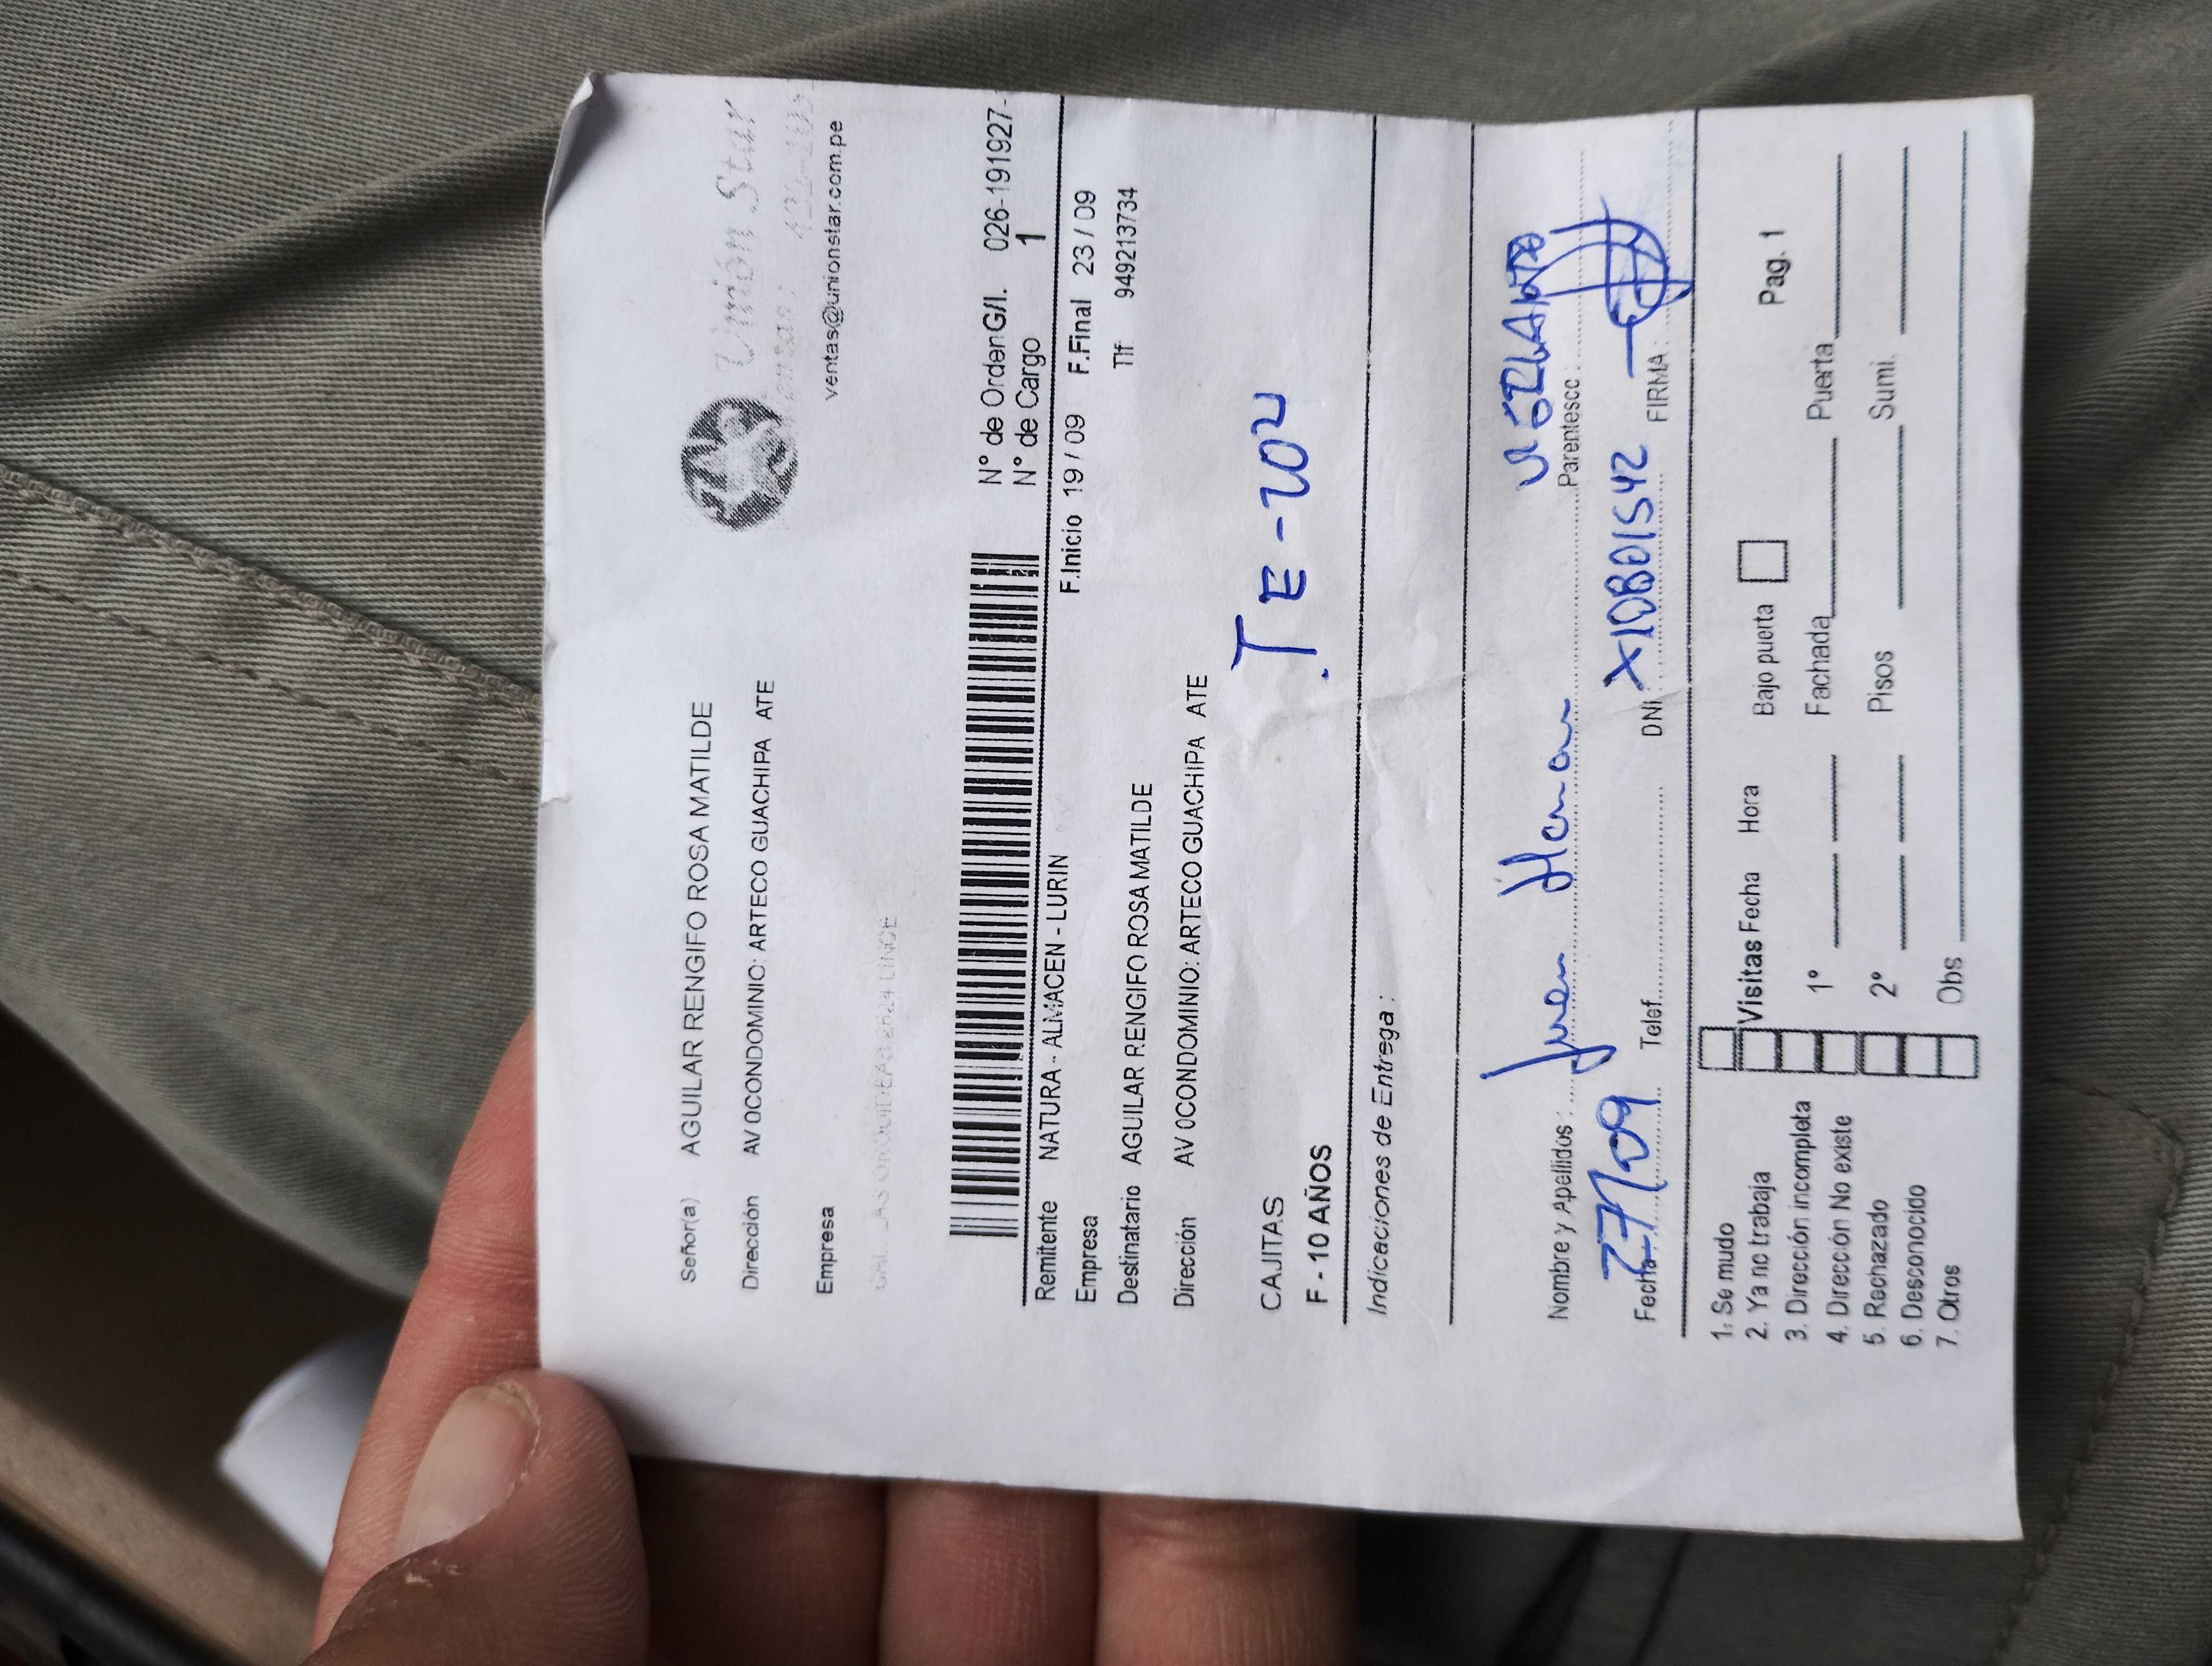 Unión Star
ventas@unionstar.com.pe
Señor(a) AGUILAR RENGIFO ROSA MATILDE
Dirección AV 0CONDOMINIO: ARTECO GUACHIPA ATE
Empresa
N° de OrdenG/I. 026-191927-
N° de Cargo 1
Remitente NATURA - ALMACEN - LURIN F.Inicio 19 / 09 F.Final 23 / 09
Empresa Tlf 949213734
Destinatario AGUILAR RENGIFO ROSA MATILDE
Dirección AV 0CONDOMINIO: ARTECO GUACHIPA ATE
CAJITAS
F - 10 AÑOS
TE-202
Indicaciones de Entrega :
Nombre y Apellidos : Juan Parentesc :
Fecha 27/09 Telef. DNI FIRMA :
1. Se mudo
2. Ya no trabaja
3. Dirección incompleta
4. Dirección No existe
5. Rechazado
6. Desconocido
7. Otros
Visitas Fecha Hora Bajo puerta Pag. 1
1° Fachada Puerta
2° Pisos Sumi.
Obs